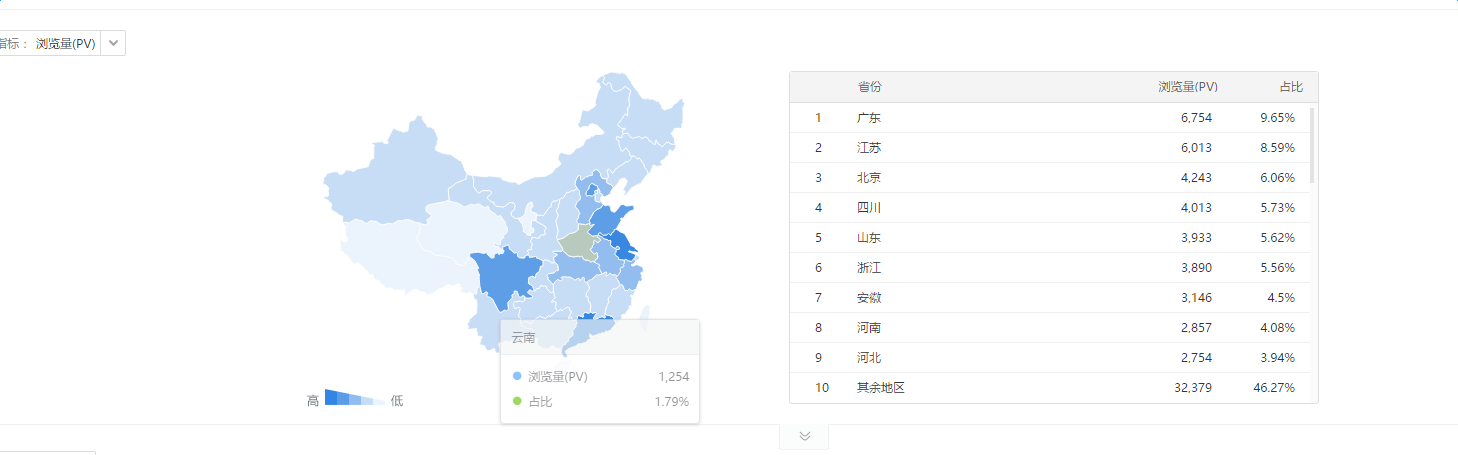 指标： 浏览量(PV)
省份 浏览量(PV) 占比
1 广东 6,754 9.65%
2 江苏 6,013 8.59%
3 北京 4,243 6.06%
4 四川 4,013 5.73%
5 山东 3,933 5.62%
6 浙江 3,890 5.56%
7 安徽 3,146 4.5%
8 河南 2,857 4.08%
9 河北 2,754 3.94%
10 其余地区 32,379 46.27%
云南
浏览量(PV) 1,254
占比 1.79%
高 低